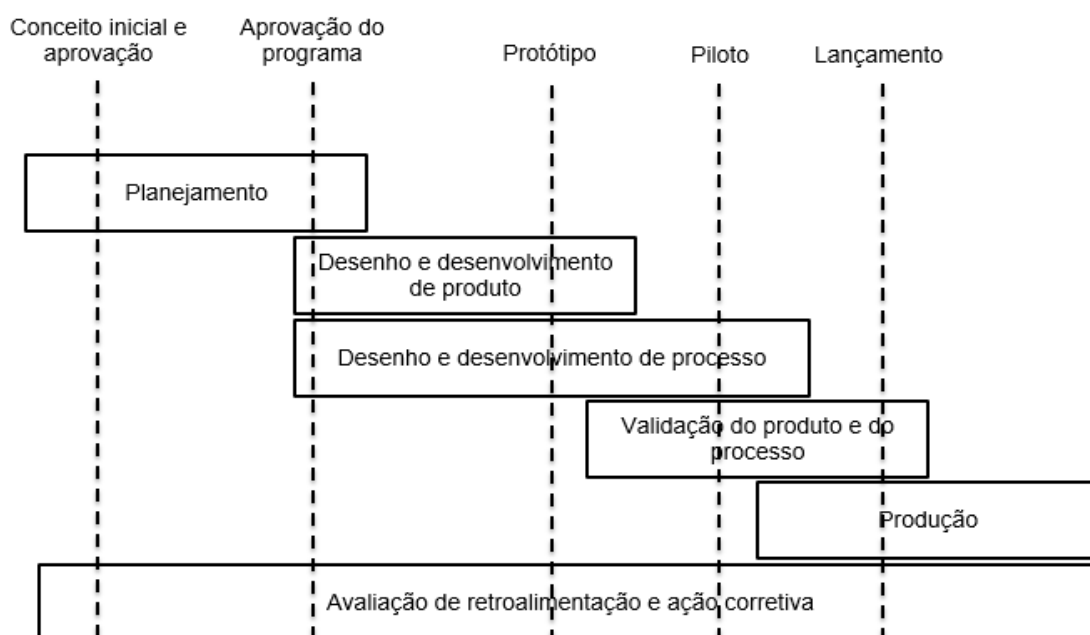 Conceito inicial e
aprovação
Aprovação do
programa
Protótipo
Piloto
Lançamento
Planejamento
Desenho e desenvolvimento
de produto
Desenho e desenvolvimento de processo
Validação do produto e do
processo
Produção
Avaliação de retroalimentação e ação corretiva